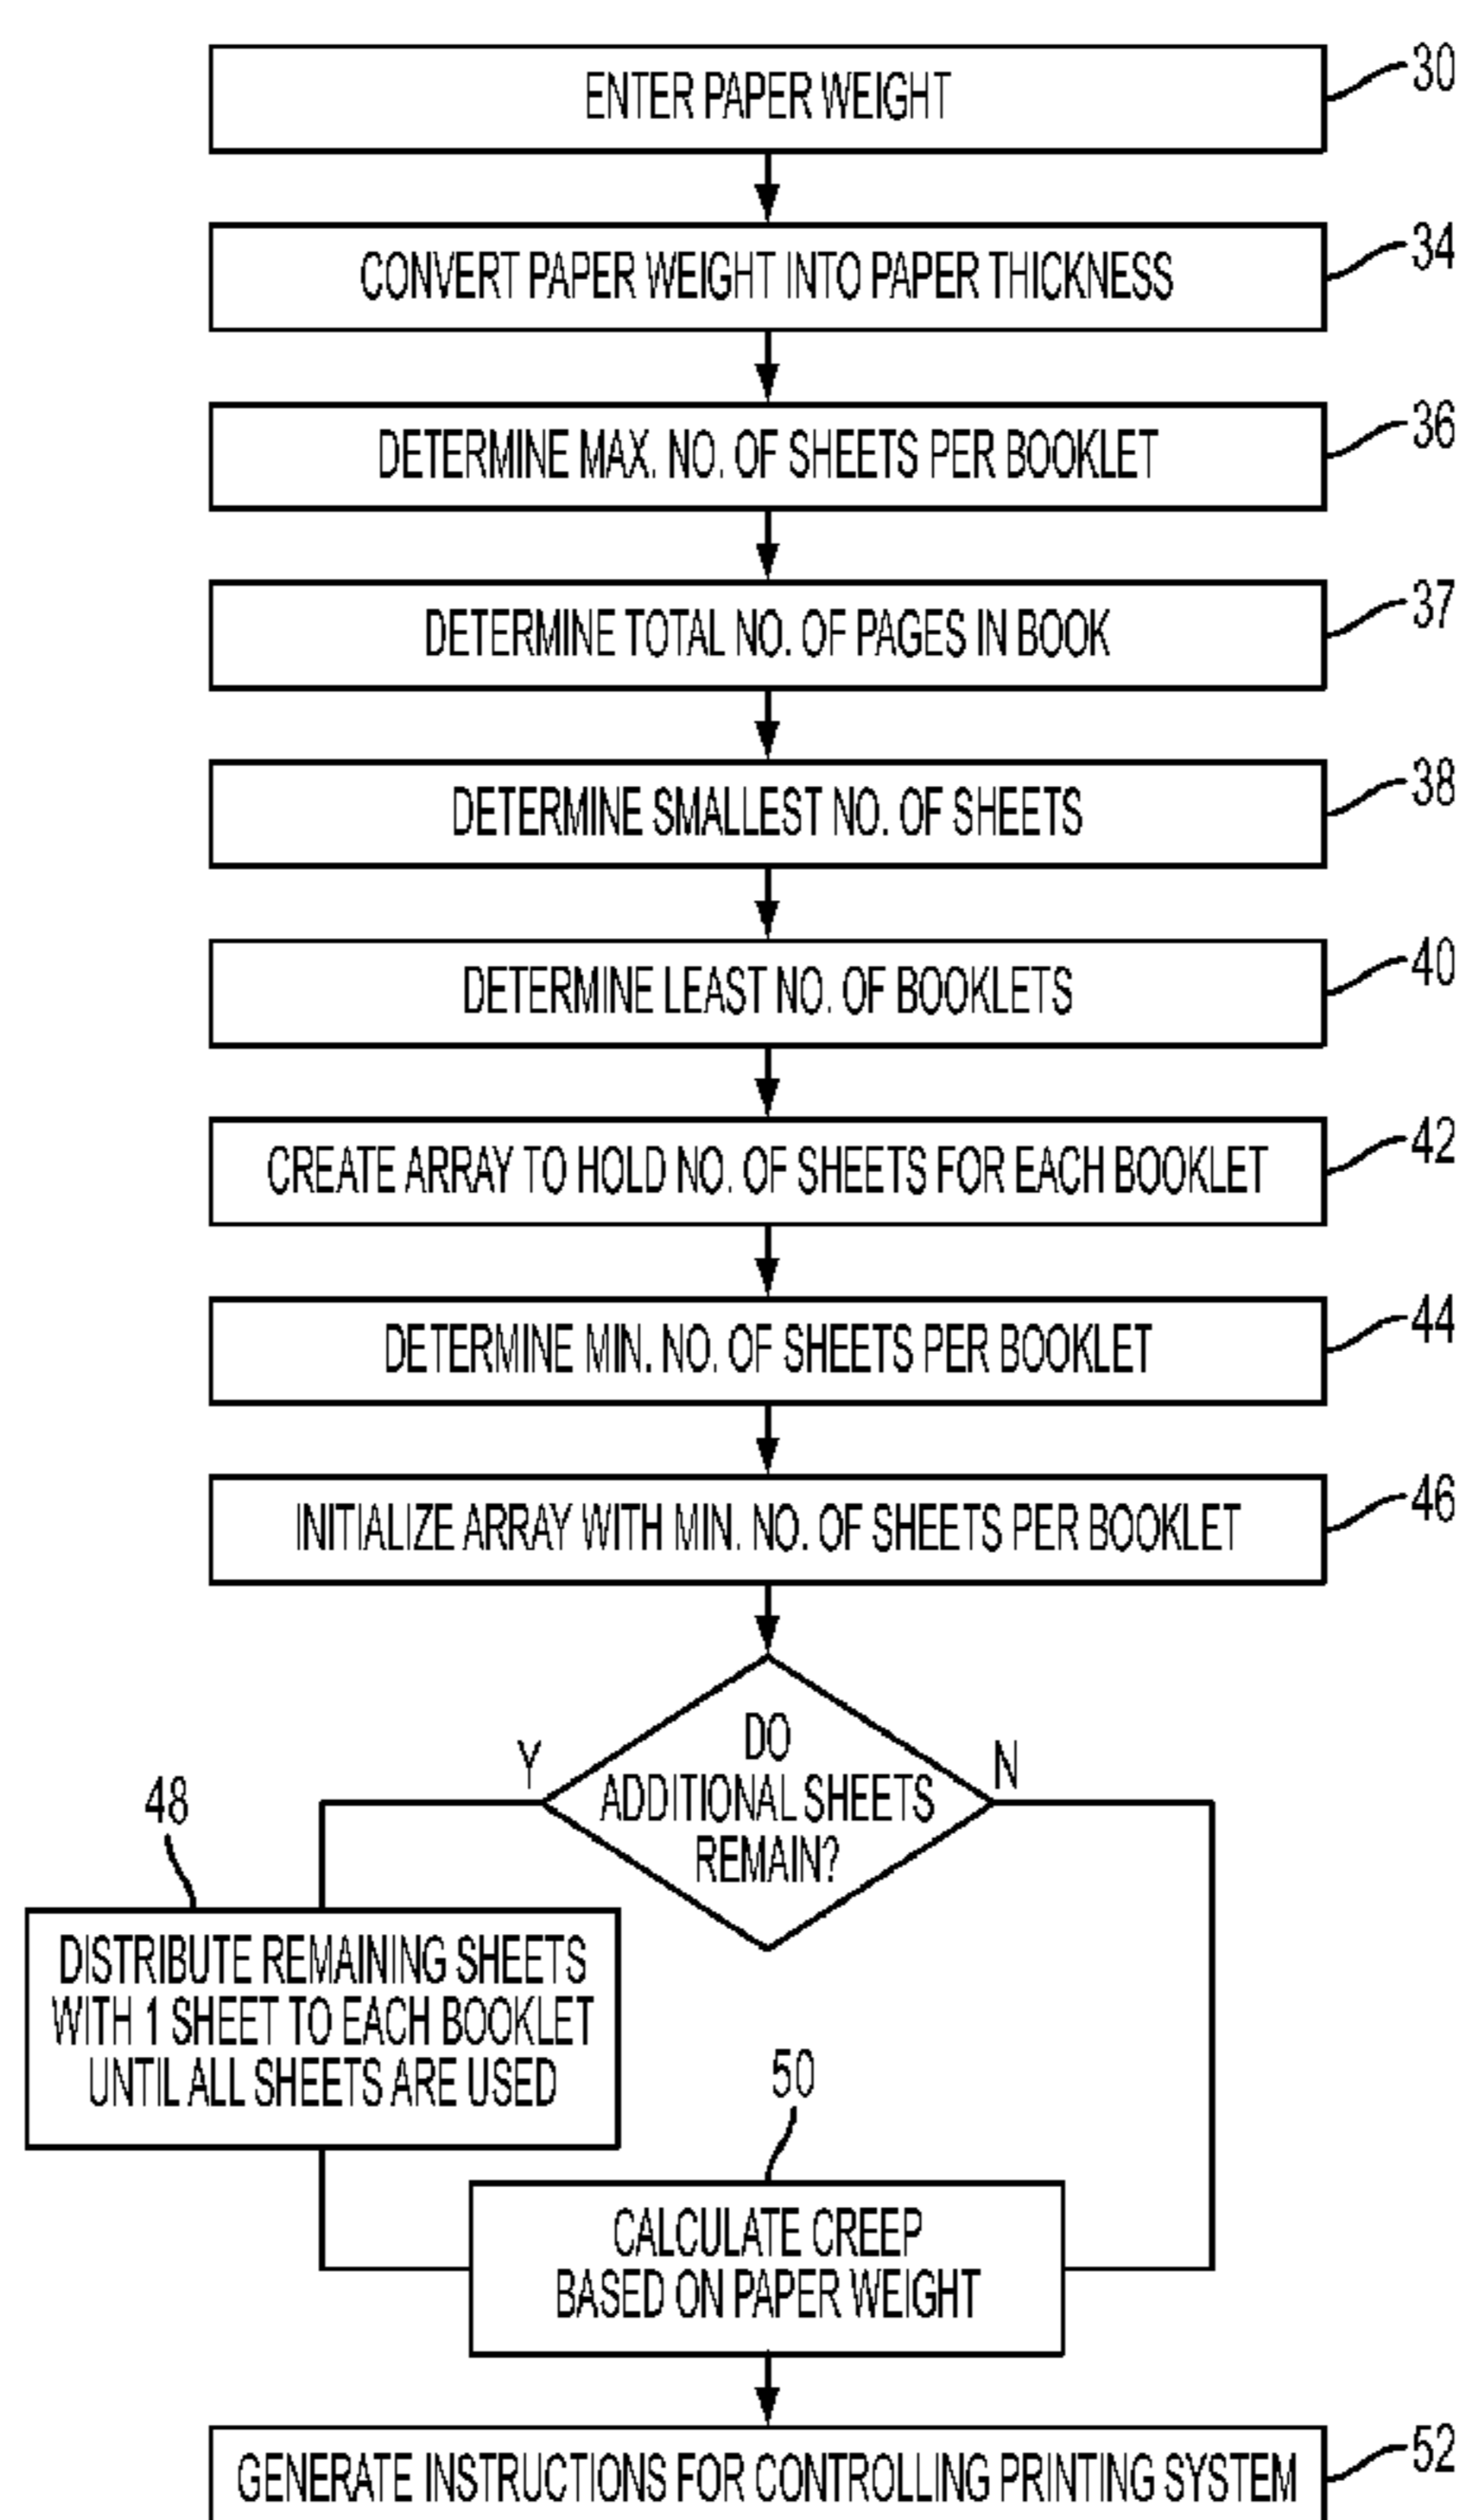 ENTER PAPER WEIGHT
30
CONVERT PAPER WEIGHT INTO PAPER THICKNESS
34
DETERMINE MAX. NO. OF SHEETS PER BOOKLET
36
DETERMINE TOTAL NO. OF PAGES IN BOOK
37
DETERMINE SMALLEST NO. OF SHEETS
38
DETERMINE LEAST NO. OF BOOKLETS
40
CREATE ARRAY TO HOLD NO. OF SHEETS FOR EACH BOOKLET
42
DETERMINE MIN. NO. OF SHEETS PER BOOKLET
44
INITIALIZE ARRAY WITH MIN. NO. OF SHEETS PER BOOKLET
46
DO
ADDITIONAL SHEETS
REMAIN?
Y
N
48
DISTRIBUTE REMAINING SHEETS
WITH 1 SHEET TO EACH BOOKLET
UNTIL ALL SHEETS ARE USED
50
CALCULATE CREEP
BASED ON PAPER WEIGHT
GENERATE INSTRUCTIONS FOR CONTROLLING PRINTING SYSTEM
52